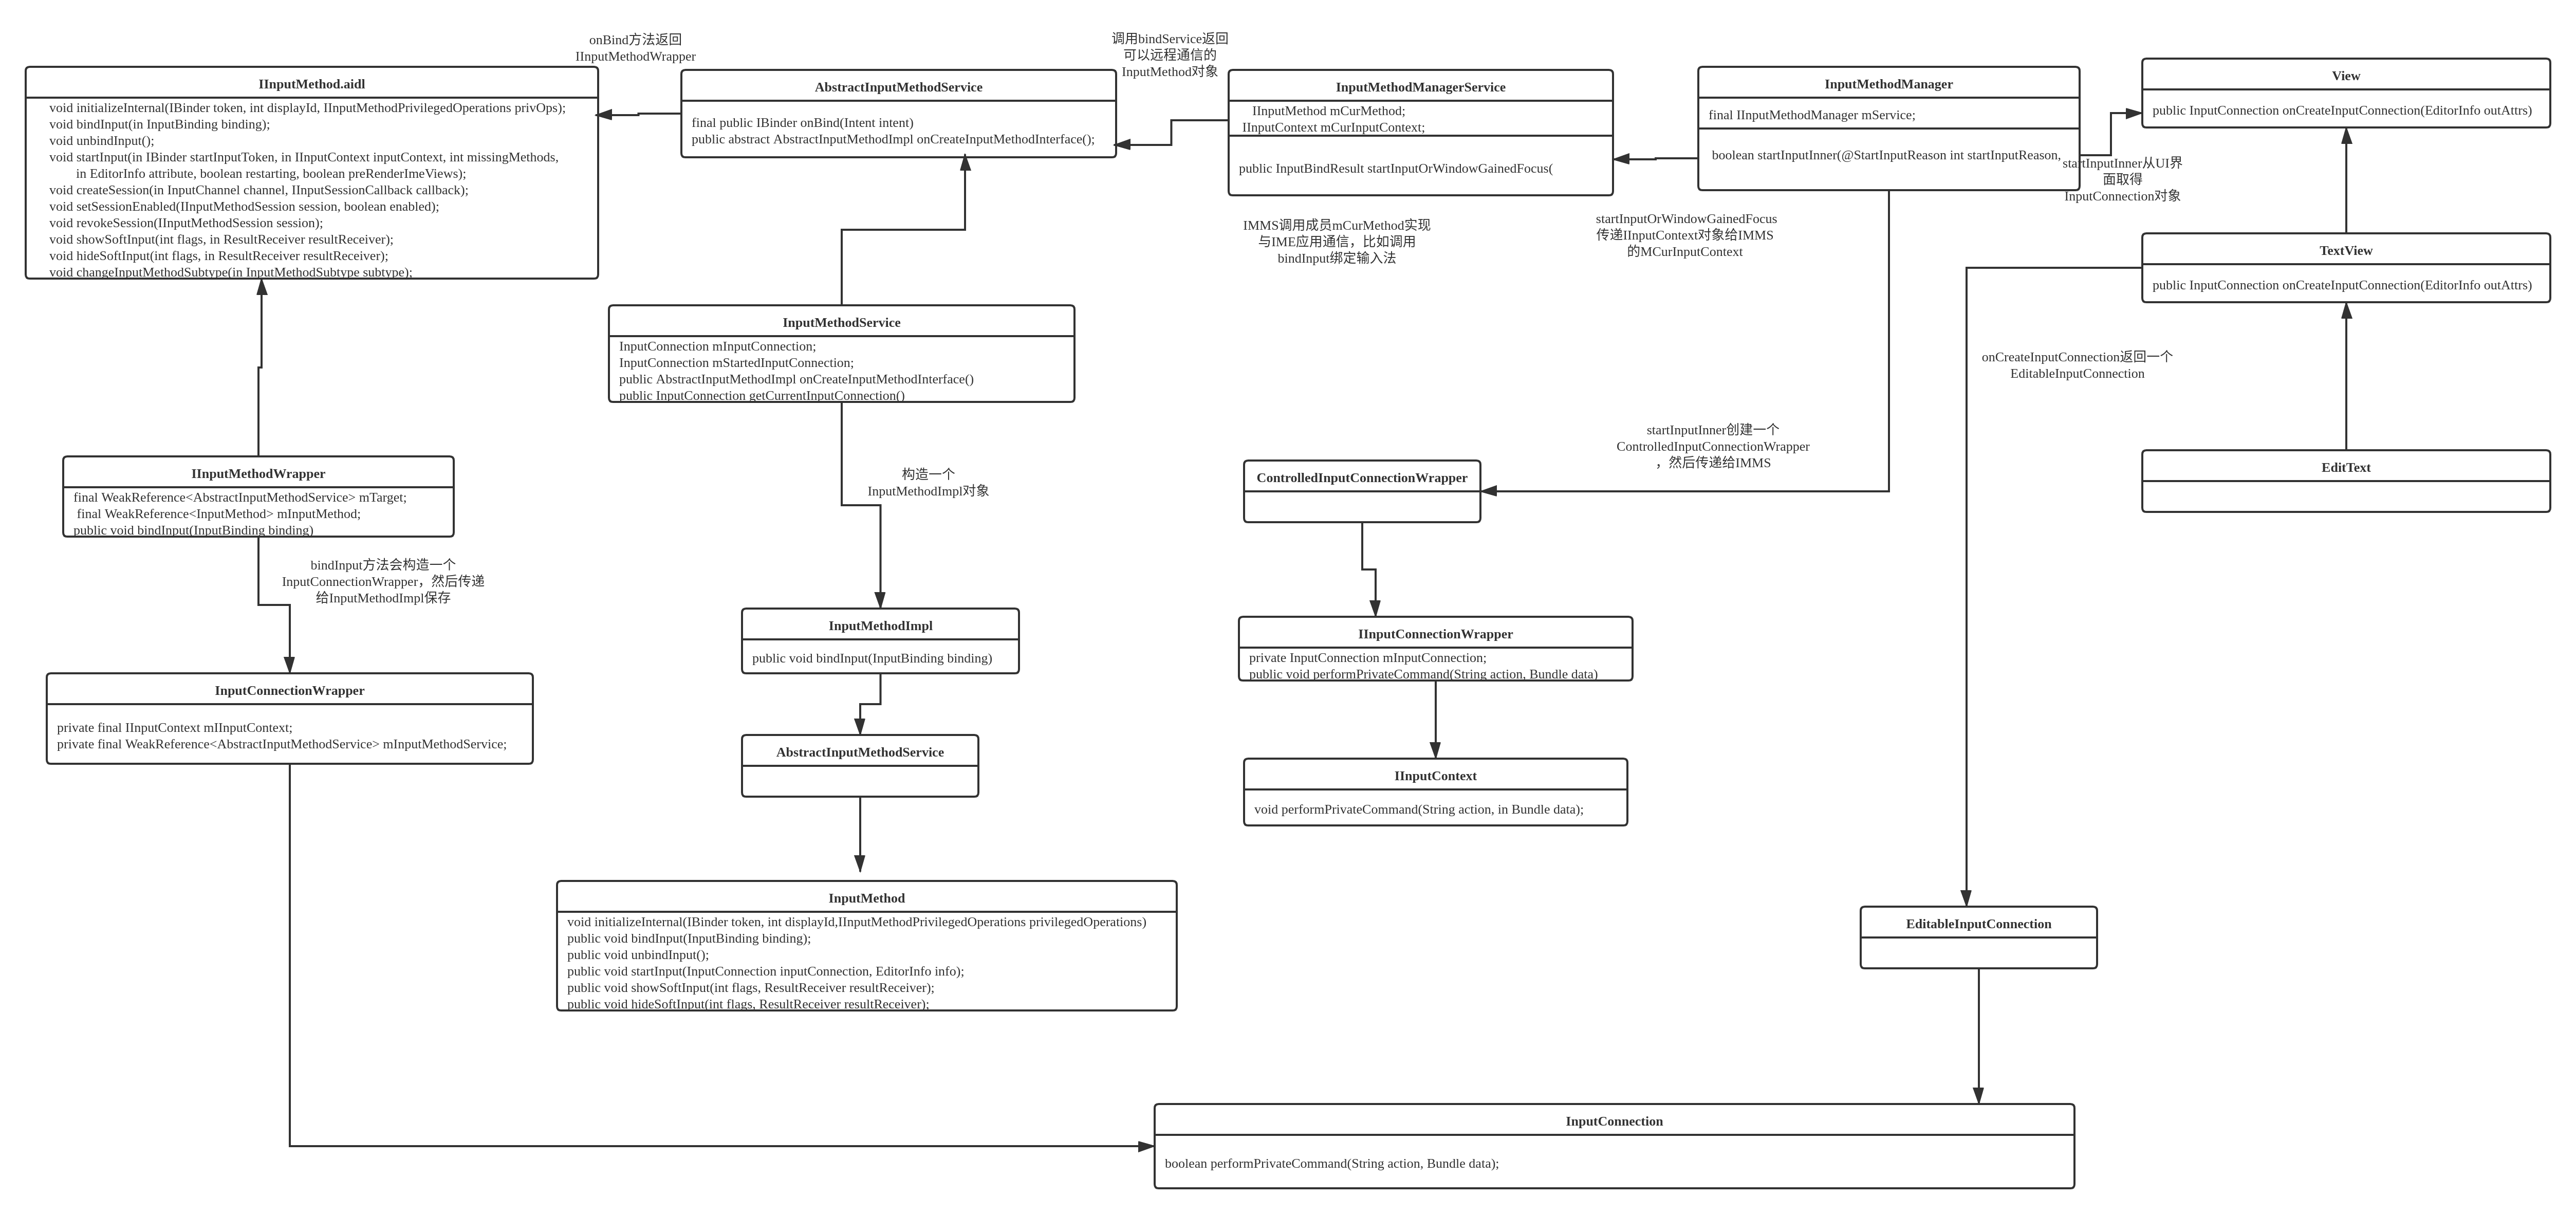 onBind方法返回
IInputMethodWrapper
调用bindService返回
可以远程通信的
InputMethod对象
IInputMethod.aidl
void initializeInternal(IBinder token, int displayId, IInputMethodPrivilegedOperations privOps);
void bindInput(in InputBinding binding);
void unbindInput();
void startInput(in IBinder startInputToken, in IInputContext inputContext, int missingMethods,
in EditorInfo attribute, boolean restarting, boolean preRenderImeViews);
void createSession(in InputChannel channel, IInputSessionCallback callback);
void setSessionEnabled(IInputMethodSession session, boolean enabled);
void revokeSession(IInputMethodSession session);
void showSoftInput(int flags, in ResultReceiver resultReceiver);
void hideSoftInput(int flags, in ResultReceiver resultReceiver);
void changeInputMethodSubtype(in InputMethodSubtype subtype);
AbstractInputMethodService
final public IBinder onBind(Intent intent)
public abstract AbstractInputMethodImpl onCreateInputMethodInterface();
InputMethodManagerService
IInputMethod mCurMethod;
IInputContext mCurInputContext;
public InputBindResult startInputOrWindowGainedFocus(
InputMethodManager
final IInputMethodManager mService;
boolean startInputInner(@StartInputReason int startInputReason,
View
public InputConnection onCreateInputConnection(EditorInfo outAttrs)
startInputInner从UI界
面取得
InputConnection对象
IMMS调用成员mCurMethod实现
与IME应用通信，比如调用
bindInput绑定输入法
startInputOrWindowGainedFocus
传递IInputContext对象给IMMS
的MCurInputContext
TextView
public InputConnection onCreateInputConnection(EditorInfo outAttrs)
InputMethodService
InputConnection mInputConnection;
InputConnection mStartedInputConnection;
public AbstractInputMethodImpl onCreateInputMethodInterface()
public InputConnection getCurrentInputConnection()
onCreateInputConnection返回一个
EditableInputConnection
startInputInner创建一个
ControlledInputConnectionWrapper
，然后传递给IMMS
IInputMethodWrapper
final WeakReference<AbstractInputMethodService> mTarget;
final WeakReference<InputMethod> mInputMethod;
public void bindInput(InputBinding binding)
构造一个
InputMethodImpl对象
ControlledInputConnectionWrapper
EditText
bindInput方法会构造一个
InputConnectionWrapper，然后传递
给InputMethodImpl保存
InputMethodImpl
public void bindInput(InputBinding binding)
IInputConnectionWrapper
private InputConnection mInputConnection;
public void performPrivateCommand(String action, Bundle data)
InputConnectionWrapper
private final IInputContext mIInputContext;
private final WeakReference<AbstractInputMethodService> mInputMethodService;
AbstractInputMethodService
IInputContext
void performPrivateCommand(String action, in Bundle data);
InputMethod
void initializeInternal(IBinder token, int displayId,IInputMethodPrivilegedOperations privilegedOperations)
public void bindInput(InputBinding binding);
public void unbindInput();
public void startInput(InputConnection inputConnection, EditorInfo info);
public void showSoftInput(int flags, ResultReceiver resultReceiver);
public void hideSoftInput(int flags, ResultReceiver resultReceiver);
EditableInputConnection
InputConnection
boolean performPrivateCommand(String action, Bundle data);